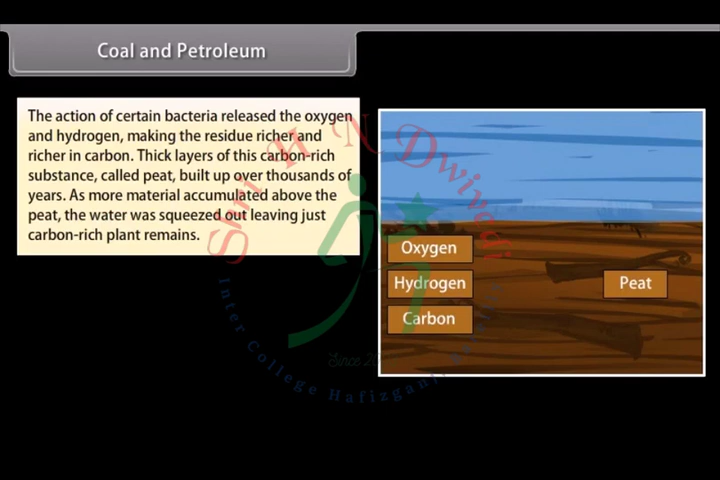 Coal and Petroleum
The action of certain bacteria released the oxygen
and hydrogen, making the residue richer and
richer in carbon. Thick layers of this carbon-rich
substance, called peat, built up over thousands of
years. As more material accumulated above the
peat, the water was squeezed out leaving just
carbon-rich plant remains.
Oxygen
Hydrogen
Carbon
Peat
Shri H N Dwivedi
Inter College Hafizganj
Since